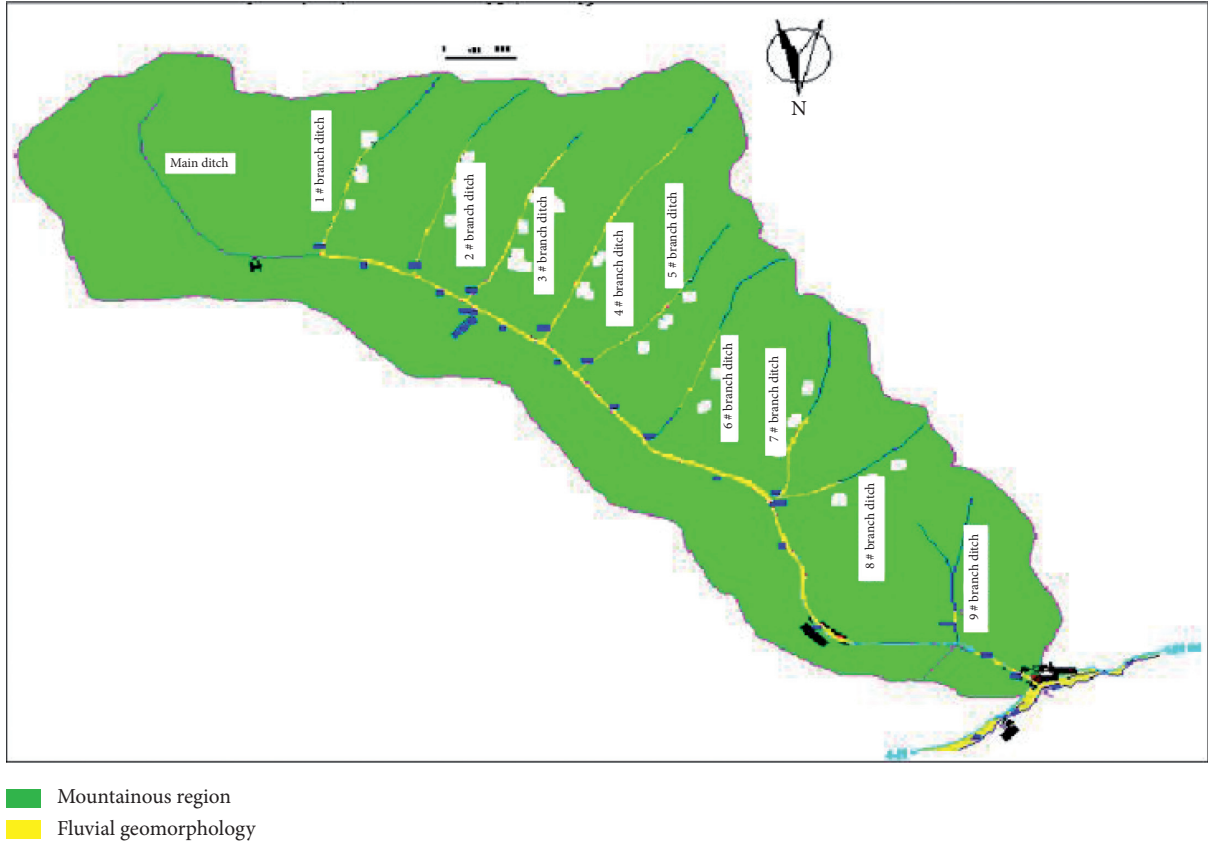 N
Main ditch
1 # branch ditch
2 # branch ditch
3 # branch ditch
4 # branch ditch
5 # branch ditch
6 # branch ditch
7 # branch ditch
8 # branch ditch
9 # branch ditch
Mountainous region
Fluvial geomorphology